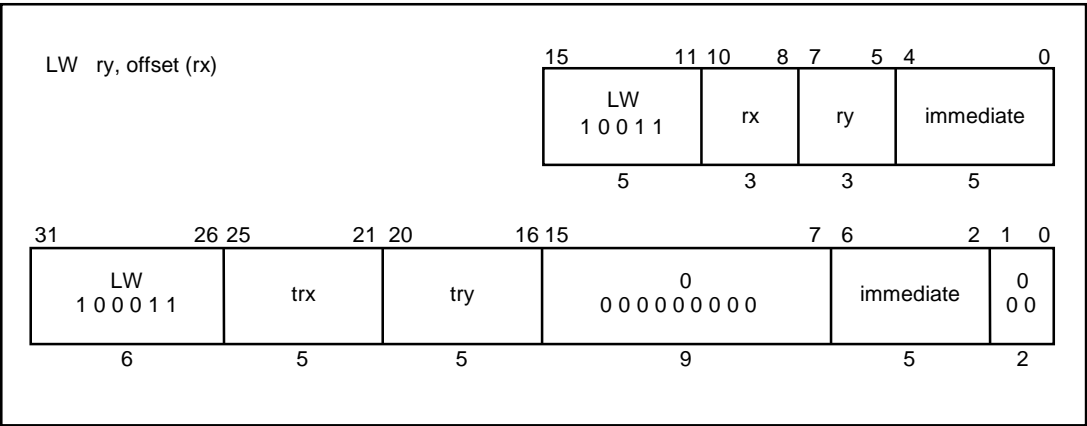 LW ry, offset (rx)
15 11 10 8 7 5 4 0
LW rx ry immediate
1 0 0 1 1
5 3 3 5
31 26 25 21 20 16 15 7 6 2 1 0
LW trx try 0 immediate 0
1 0 0 0 1 1 0 0 0 0 0 0 0 0 0 0 0
6 5 5 9 5 2